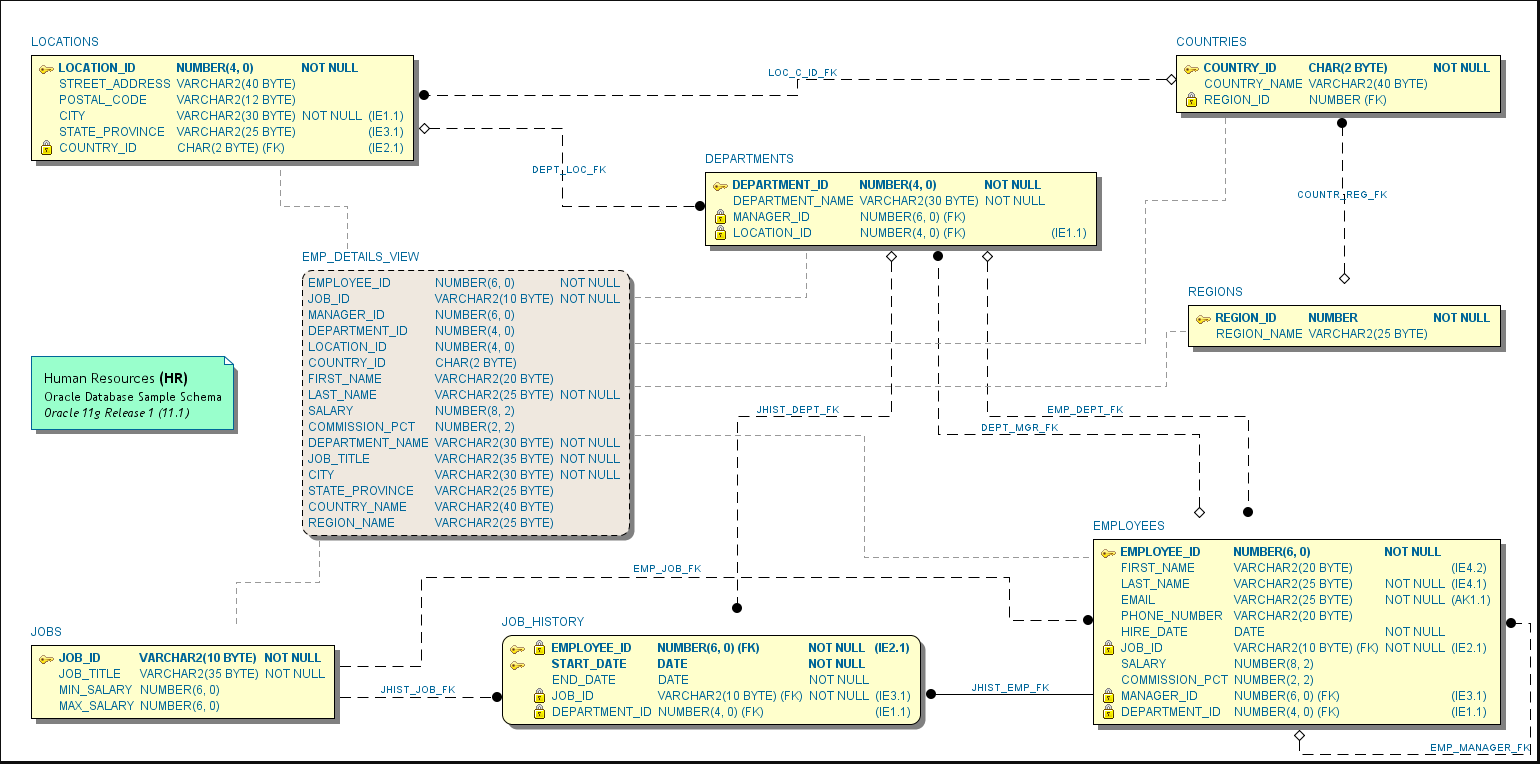 LOCATIONS
LOCATION_ID NUMBER(4, 0) NOT NULL
STREET_ADDRESS VARCHAR2(40 BYTE)
POSTAL_CODE VARCHAR2(12 BYTE)
CITY VARCHAR2(30 BYTE) NOT NULL (IE1.1)
STATE_PROVINCE VARCHAR2(25 BYTE) (IE3.1)
COUNTRY_ID CHAR(2 BYTE) (FK) (IE2.1)
LOC_C_ID_FK
COUNTRIES
COUNTRY_ID CHAR(2 BYTE) NOT NULL
COUNTRY_NAME VARCHAR2(40 BYTE)
REGION_ID NUMBER (FK)
DEPT_LOC_FK
DEPARTMENTS
DEPARTMENT_ID NUMBER(4, 0) NOT NULL
DEPARTMENT_NAME VARCHAR2(30 BYTE) NOT NULL
MANAGER_ID NUMBER(6, 0) (FK)
LOCATION_ID NUMBER(4, 0) (FK) (IE1.1)
COUNTR_REG_FK
EMP_DETAILS_VIEW
EMPLOYEE_ID NUMBER(6, 0) NOT NULL
JOB_ID VARCHAR2(10 BYTE) NOT NULL
MANAGER_ID NUMBER(6, 0)
DEPARTMENT_ID NUMBER(4, 0)
LOCATION_ID NUMBER(4, 0)
COUNTRY_ID CHAR(2 BYTE)
FIRST_NAME VARCHAR2(20 BYTE)
LAST_NAME VARCHAR2(25 BYTE) NOT NULL
SALARY NUMBER(8, 2)
COMMISSION_PCT NUMBER(2, 2)
DEPARTMENT_NAME VARCHAR2(30 BYTE) NOT NULL
JOB_TITLE VARCHAR2(35 BYTE) NOT NULL
CITY VARCHAR2(30 BYTE) NOT NULL
STATE_PROVINCE VARCHAR2(25 BYTE)
COUNTRY_NAME VARCHAR2(40 BYTE)
REGION_NAME VARCHAR2(25 BYTE)
REGIONS
REGION_ID NUMBER NOT NULL
REGION_NAME VARCHAR2(25 BYTE)
Human Resources (HR)
Oracle Database Sample Schema
Oracle 11g Release 1 (11.1)
JHIST_DEPT_FK
EMP_DEPT_FK
DEPT_MGR_FK
EMP_JOB_FK
EMPLOYEES
EMPLOYEE_ID NUMBER(6, 0) NOT NULL
FIRST_NAME VARCHAR2(20 BYTE) (IE4.2)
LAST_NAME VARCHAR2(25 BYTE) NOT NULL (IE4.1)
EMAIL VARCHAR2(25 BYTE) NOT NULL (AK1.1)
PHONE_NUMBER VARCHAR2(20 BYTE)
HIRE_DATE DATE NOT NULL
JOB_ID VARCHAR2(10 BYTE) (FK) NOT NULL (IE2.1)
SALARY NUMBER(8, 2)
COMMISSION_PCT NUMBER(2, 2)
MANAGER_ID NUMBER(6, 0) (FK) (IE3.1)
DEPARTMENT_ID NUMBER(4, 0) (FK) (IE1.1)
JOBS
JOB_ID VARCHAR2(10 BYTE) NOT NULL
JOB_TITLE VARCHAR2(35 BYTE) NOT NULL
MIN_SALARY NUMBER(6, 0)
MAX_SALARY NUMBER(6, 0)
JHIST_JOB_FK
JOB_HISTORY
EMPLOYEE_ID NUMBER(6, 0) (FK) NOT NULL (IE2.1)
START_DATE DATE NOT NULL
END_DATE DATE NOT NULL
JOB_ID VARCHAR2(10 BYTE) (FK) NOT NULL (IE3.1)
DEPARTMENT_ID NUMBER(4, 0) (FK) (IE1.1)
JHIST_EMP_FK
EMP_MANAGER_FK